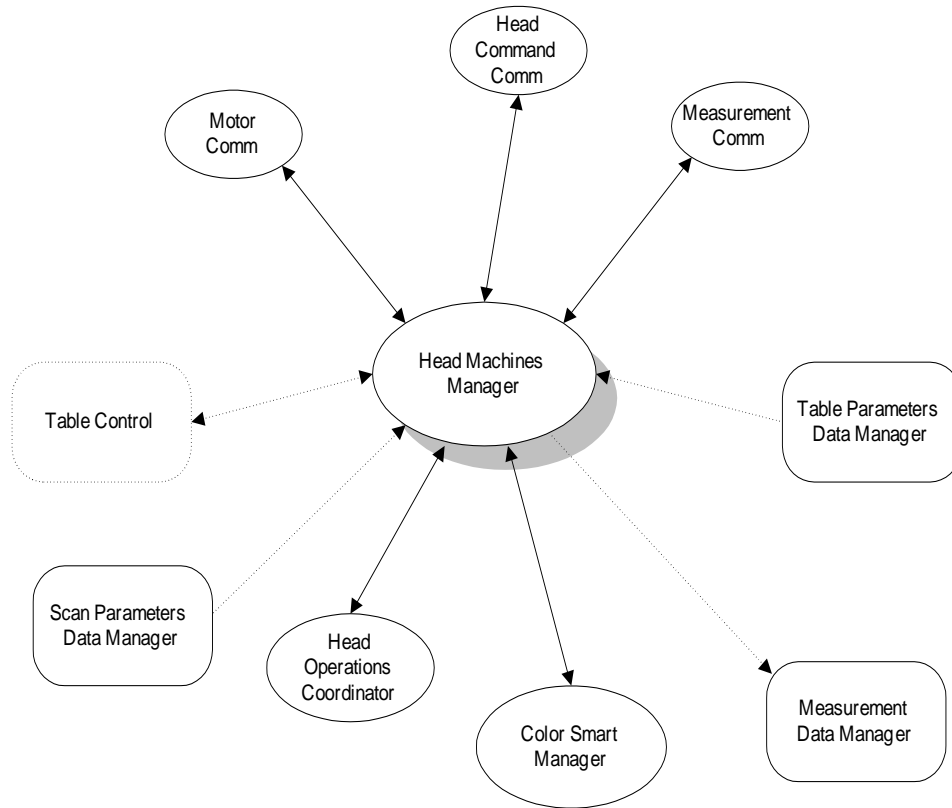 Head
Command
Comm
Motor
Comm
Measurement
Comm
Head Machines
Manager
Table Control
Table Parameters
Data Manager
Scan Parameters
Data Manager
Head
Operations
Coordinator
Color Smart
Manager
Measurement
Data Manager